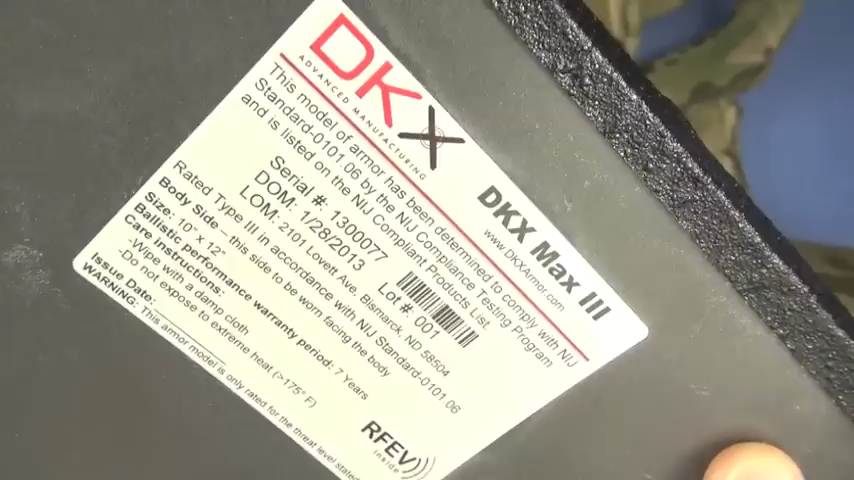 DKX
ADVANCED MANUFACTURING
DKX Max III
www.DKXArmor.com
This model of armor has been determined to comply with NIJ
Standard-0101.06 by the NIJ Compliance Testing Program
and is listed on the NIJ Compliant Products List.
Serial #: 1300077
DOM: 1/28/2013
Lot #: 001
LOM: 2101 Lovett Ave, Bismarck, ND 58504
Rated Type III in accordance with NIJ Standard-0101.06
Body Side—this side to be worn facing the body
Size: 10" x 12"
Ballistic performance warranty period: 7 Years
Care Instructions:
-Wipe with a damp cloth
-Do not expose to extreme heat (>175° F)
Issue Date:
WARNING: This armor model is only rated for the threat level stated
RFEV
inside